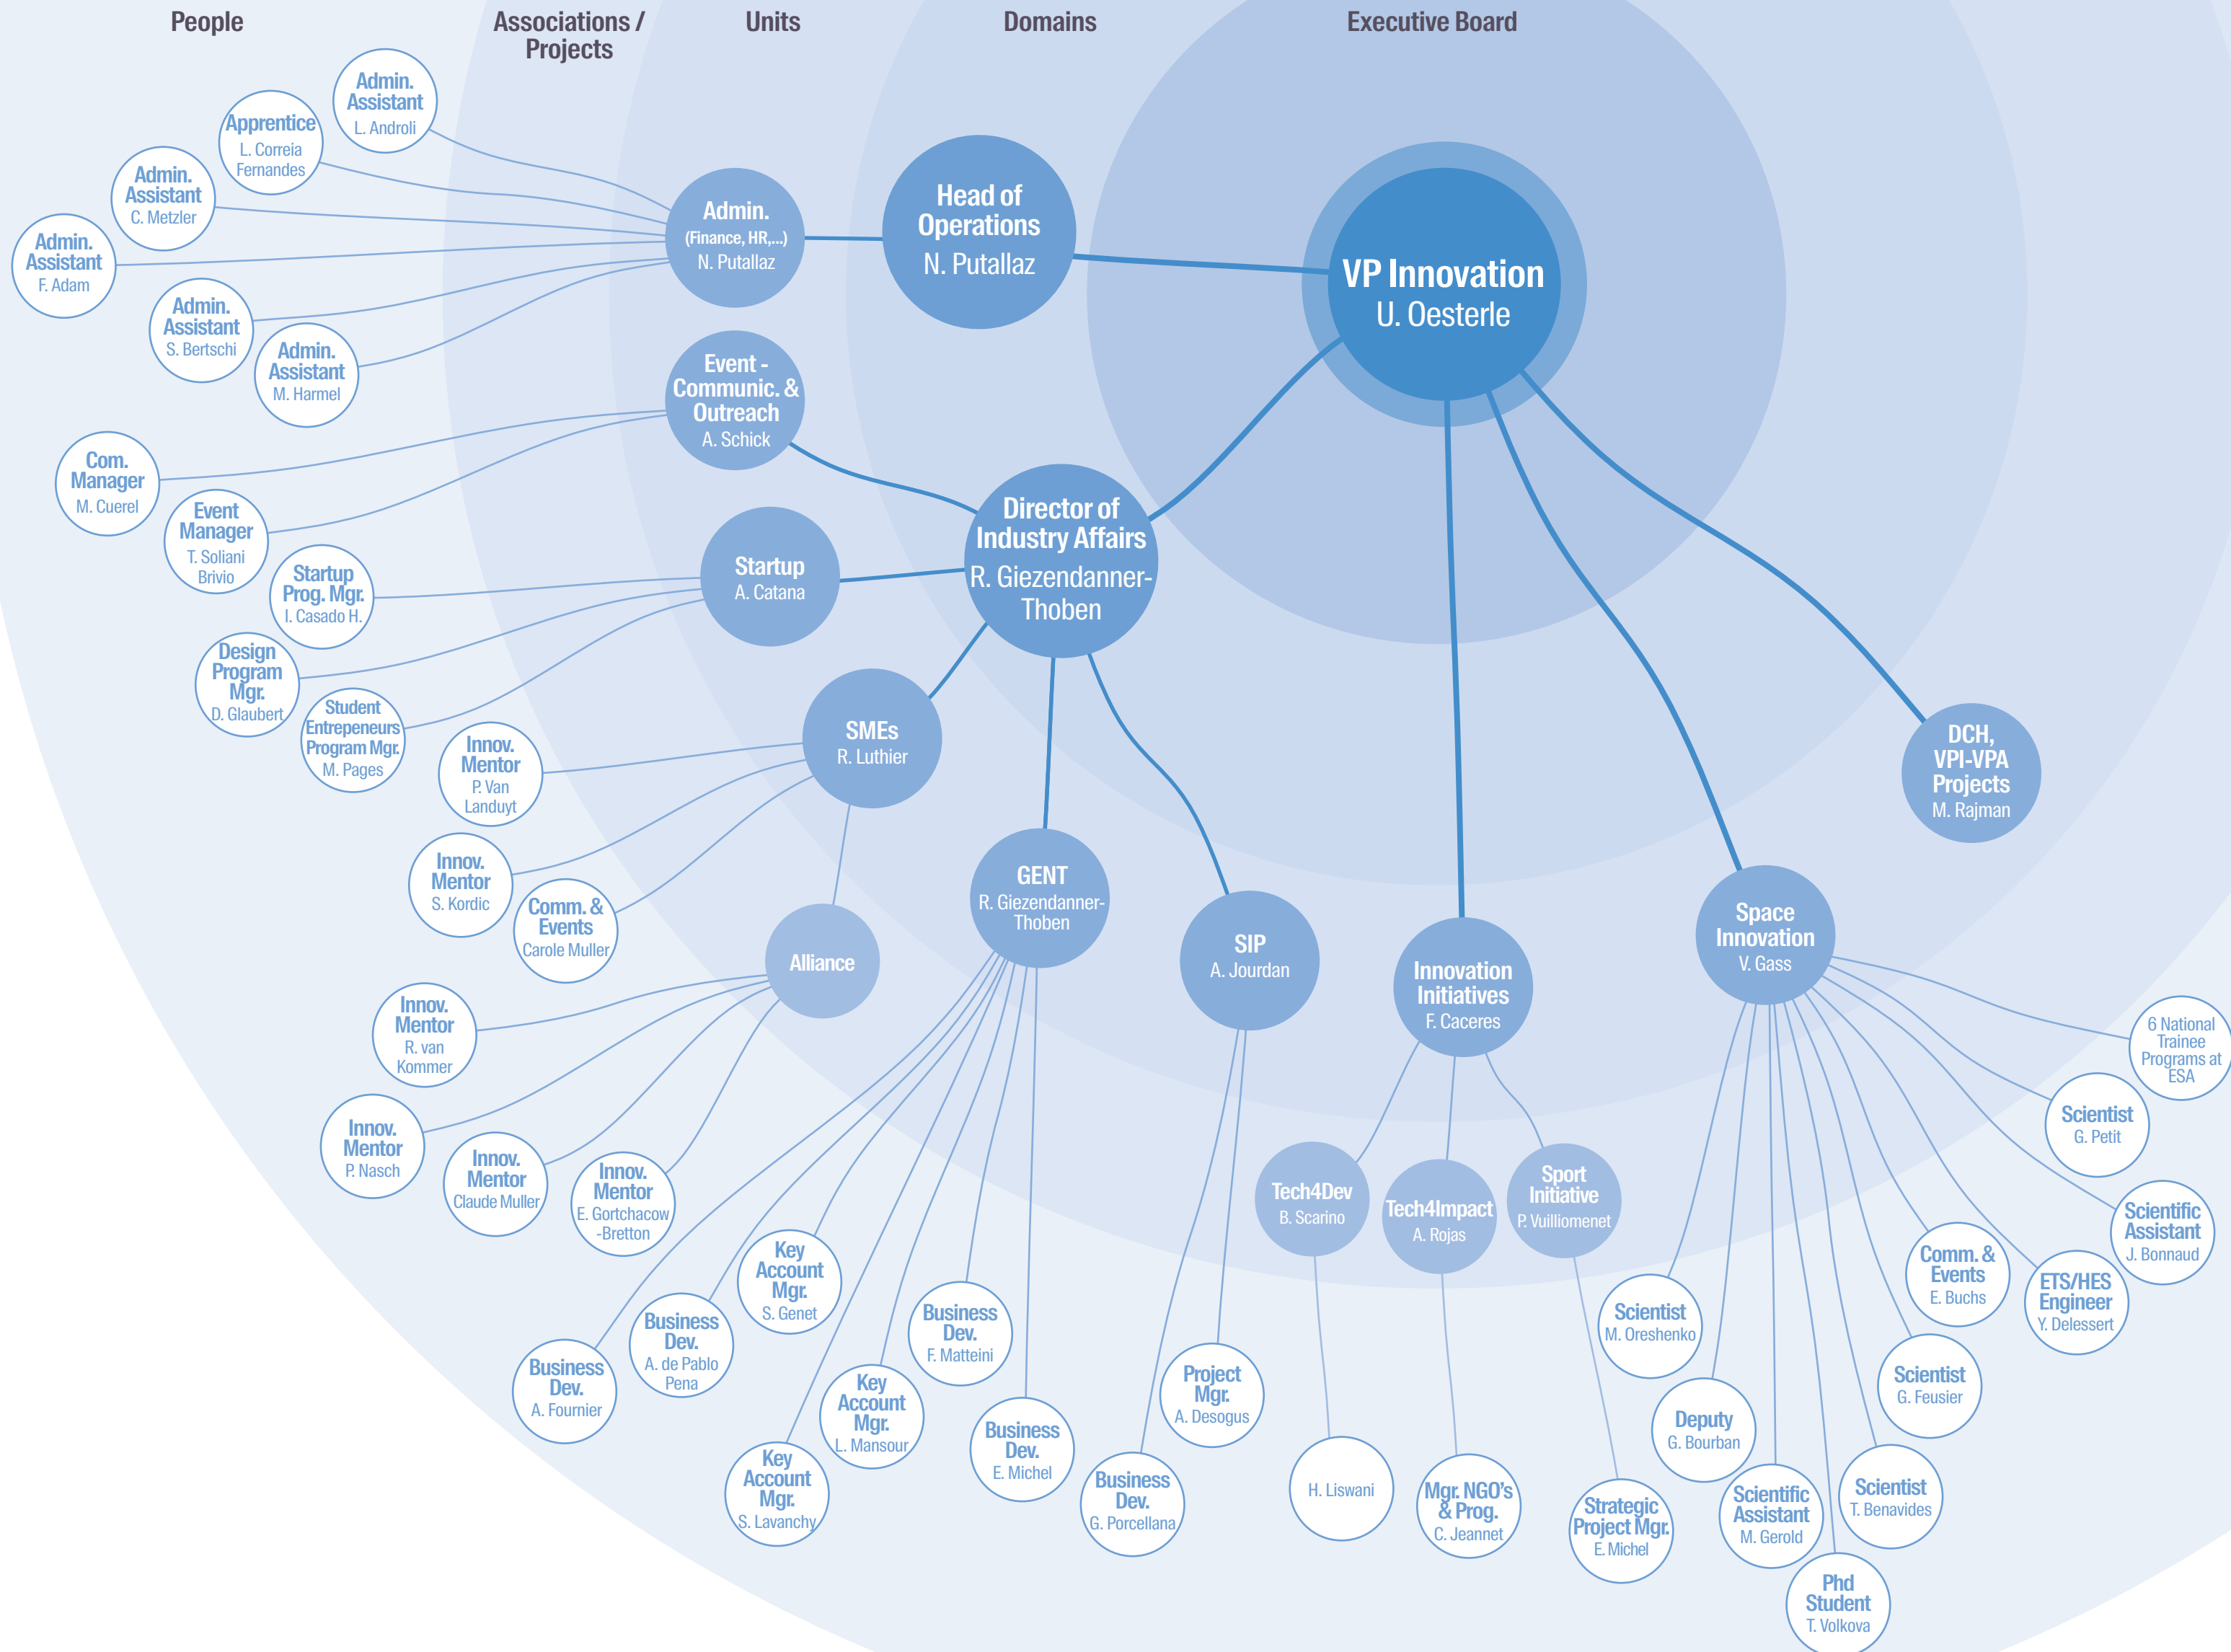 People
Associations /
Projects
Units
Domains
Executive Board
VP Innovation
U. Oesterle
Head of
Operations
N. Putallaz
Admin.
(Finance, HR,...)
N. Putallaz
Admin.
Assistant
L. Androli
Apprentice
L. Correia
Fernandes
Admin.
Assistant
C. Metzler
Admin.
Assistant
F. Adam
Admin.
Assistant
S. Bertschi
Admin.
Assistant
M. Harmel
Director of
Industry Affairs
R. Giezendanner-
Thoben
Event -
Communic. &
Outreach
A. Schick
Com.
Manager
M. Cuerel
Event
Manager
T. Soliani
Brivio
Startup
A. Catana
Startup
Prog. Mgr.
I. Casado H.
Design
Program
Mgr.
D. Glaubert
Student
Entrepeneurs
Program Mgr.
M. Pages
SMEs
R. Luthier
Innov.
Mentor
P. Van
Landuyt
Innov.
Mentor
S. Kordic
Comm. &
Events
Carole Muller
Alliance
Innov.
Mentor
R. van
Kommer
Innov.
Mentor
P. Nasch
Innov.
Mentor
Claude Muller
Innov.
Mentor
E. Gortchacow
-Bretton
GENT
R. Giezendanner-
Thoben
Business
Dev.
A. Fournier
Business
Dev.
A. de Pablo
Pena
Key
Account
Mgr.
S. Genet
Key
Account
Mgr.
S. Lavanchy
Key
Account
Mgr.
L. Mansour
Business
Dev.
F. Matteini
Business
Dev.
E. Michel
SIP
A. Jourdan
Business
Dev.
G. Porcellana
Project
Mgr.
A. Desogus
Innovation
Initiatives
F. Caceres
Tech4Dev
B. Scarino
H. Liswani
Tech4Impact
A. Rojas
Mgr. NGO's
& Prog.
C. Jeannet
Sport
Initiative
P. Vuilliomenet
Strategic
Project Mgr.
E. Michel
Space
Innovation
V. Gass
Scientist
M. Oreshenko
Deputy
G. Bourban
Scientific
Assistant
M. Gerold
Phd
Student
T. Volkova
Scientist
T. Benavides
Scientist
G. Feusier
Comm. &
Events
E. Buchs
ETS/HES
Engineer
Y. Delessert
Scientific
Assistant
J. Bonnaud
Scientist
G. Petit
6 National
Trainee
Programs at
ESA
DCH,
VPI-VPA
Projects
M. Rajman